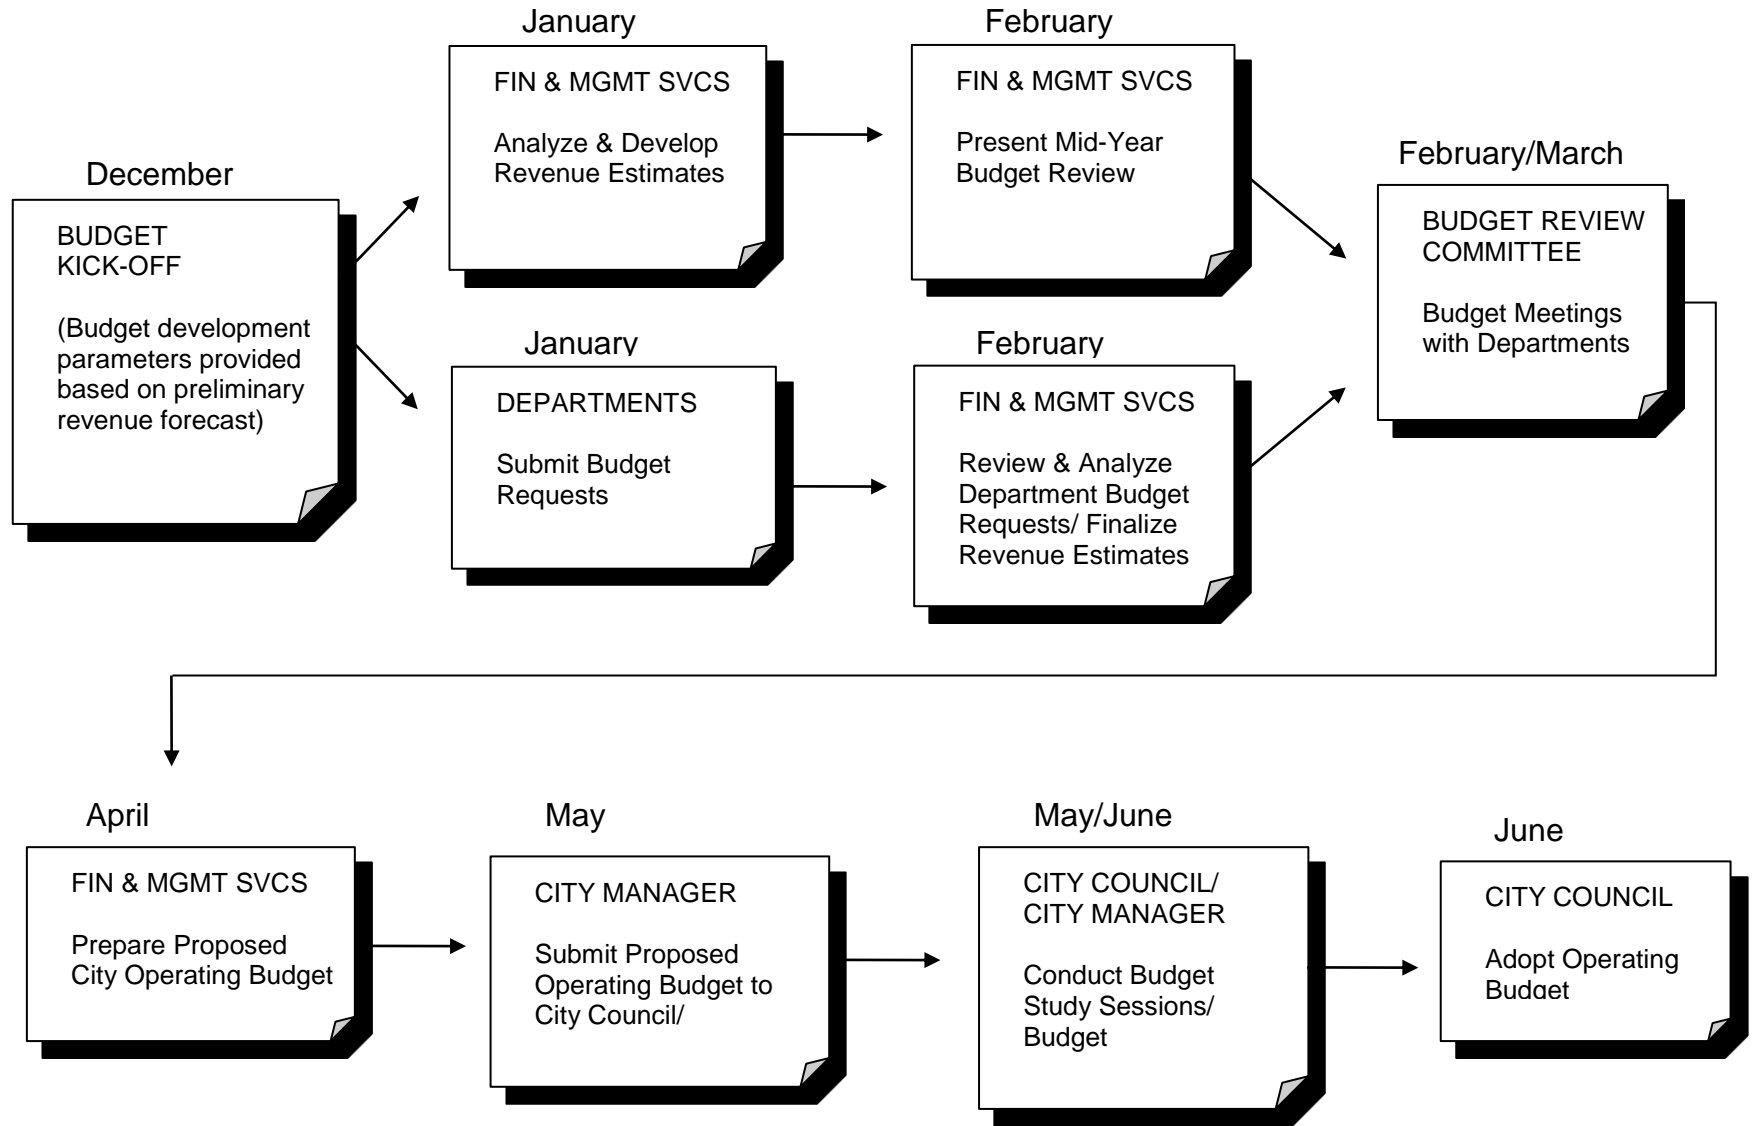 December
BUDGET
KICK-OFF
(Budget development
parameters provided
based on preliminary
revenue forecast)
January
FIN & MGMT SVCS
Analyze & Develop
Revenue Estimates
February
FIN & MGMT SVCS
Present Mid-Year
Budget Review
January
DEPARTMENTS
Submit Budget
Requests
February
FIN & MGMT SVCS
Review & Analyze
Department Budget
Requests/ Finalize
Revenue Estimates
February/March
BUDGET REVIEW
COMMITTEE
Budget Meetings
with Departments
April
FIN & MGMT SVCS
Prepare Proposed
City Operating Budget
May
CITY MANAGER
Submit Proposed
Operating Budget to
City Council/
May/June
CITY COUNCIL/
CITY MANAGER
Conduct Budget
Study Sessions/
Budget
June
CITY COUNCIL
Adopt Operating
Budget